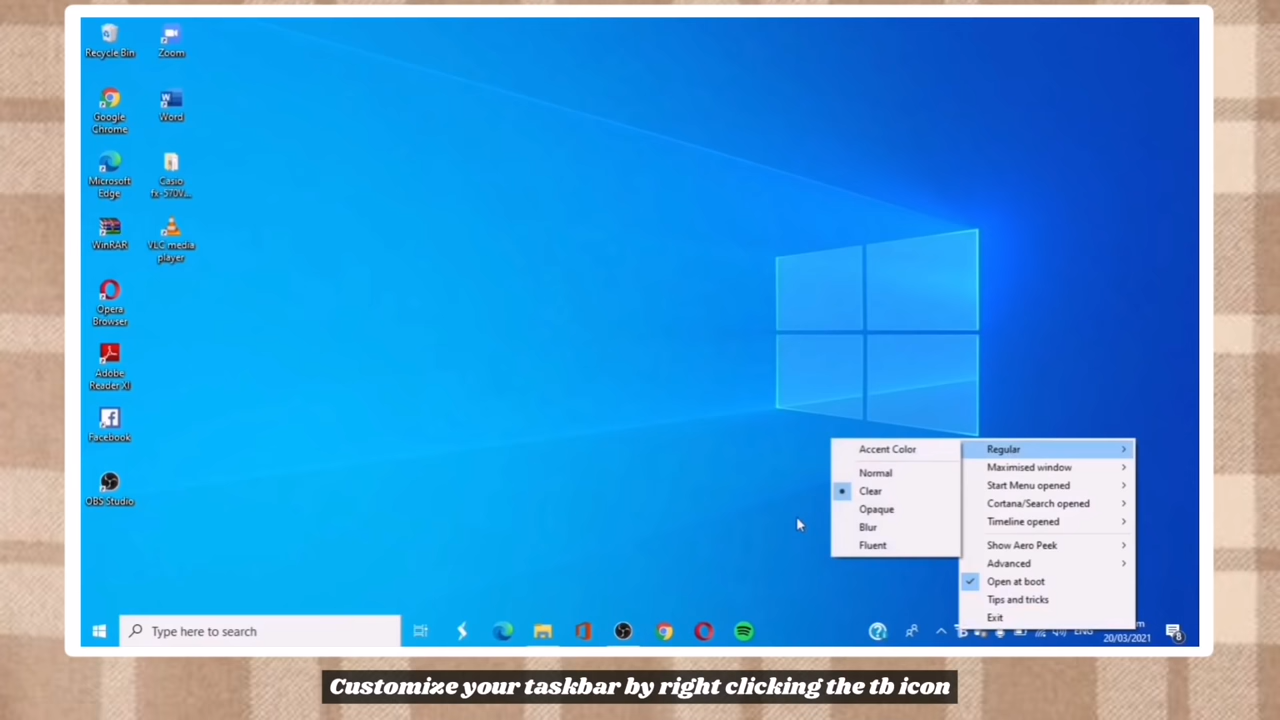 Recycle Bin
Zoom
Google
Chrome
Word
Microsoft
Edge
Casio
fx-570V...
WinRAR
VLC media
player
Opera
Browser
Adobe
Reader XI
Facebook
OBS Studio
Accent Color
Normal
Clear
Opaque
Blur
Fluent
Regular
Maximised window
Start Menu opened
Cortana/Search opened
Timeline opened
Show Aero Peek
Advanced
Open at boot
Tips and tricks
Exit
Type here to search
ENG
20/03/2021
8
Customize your taskbar by right clicking the tb icon